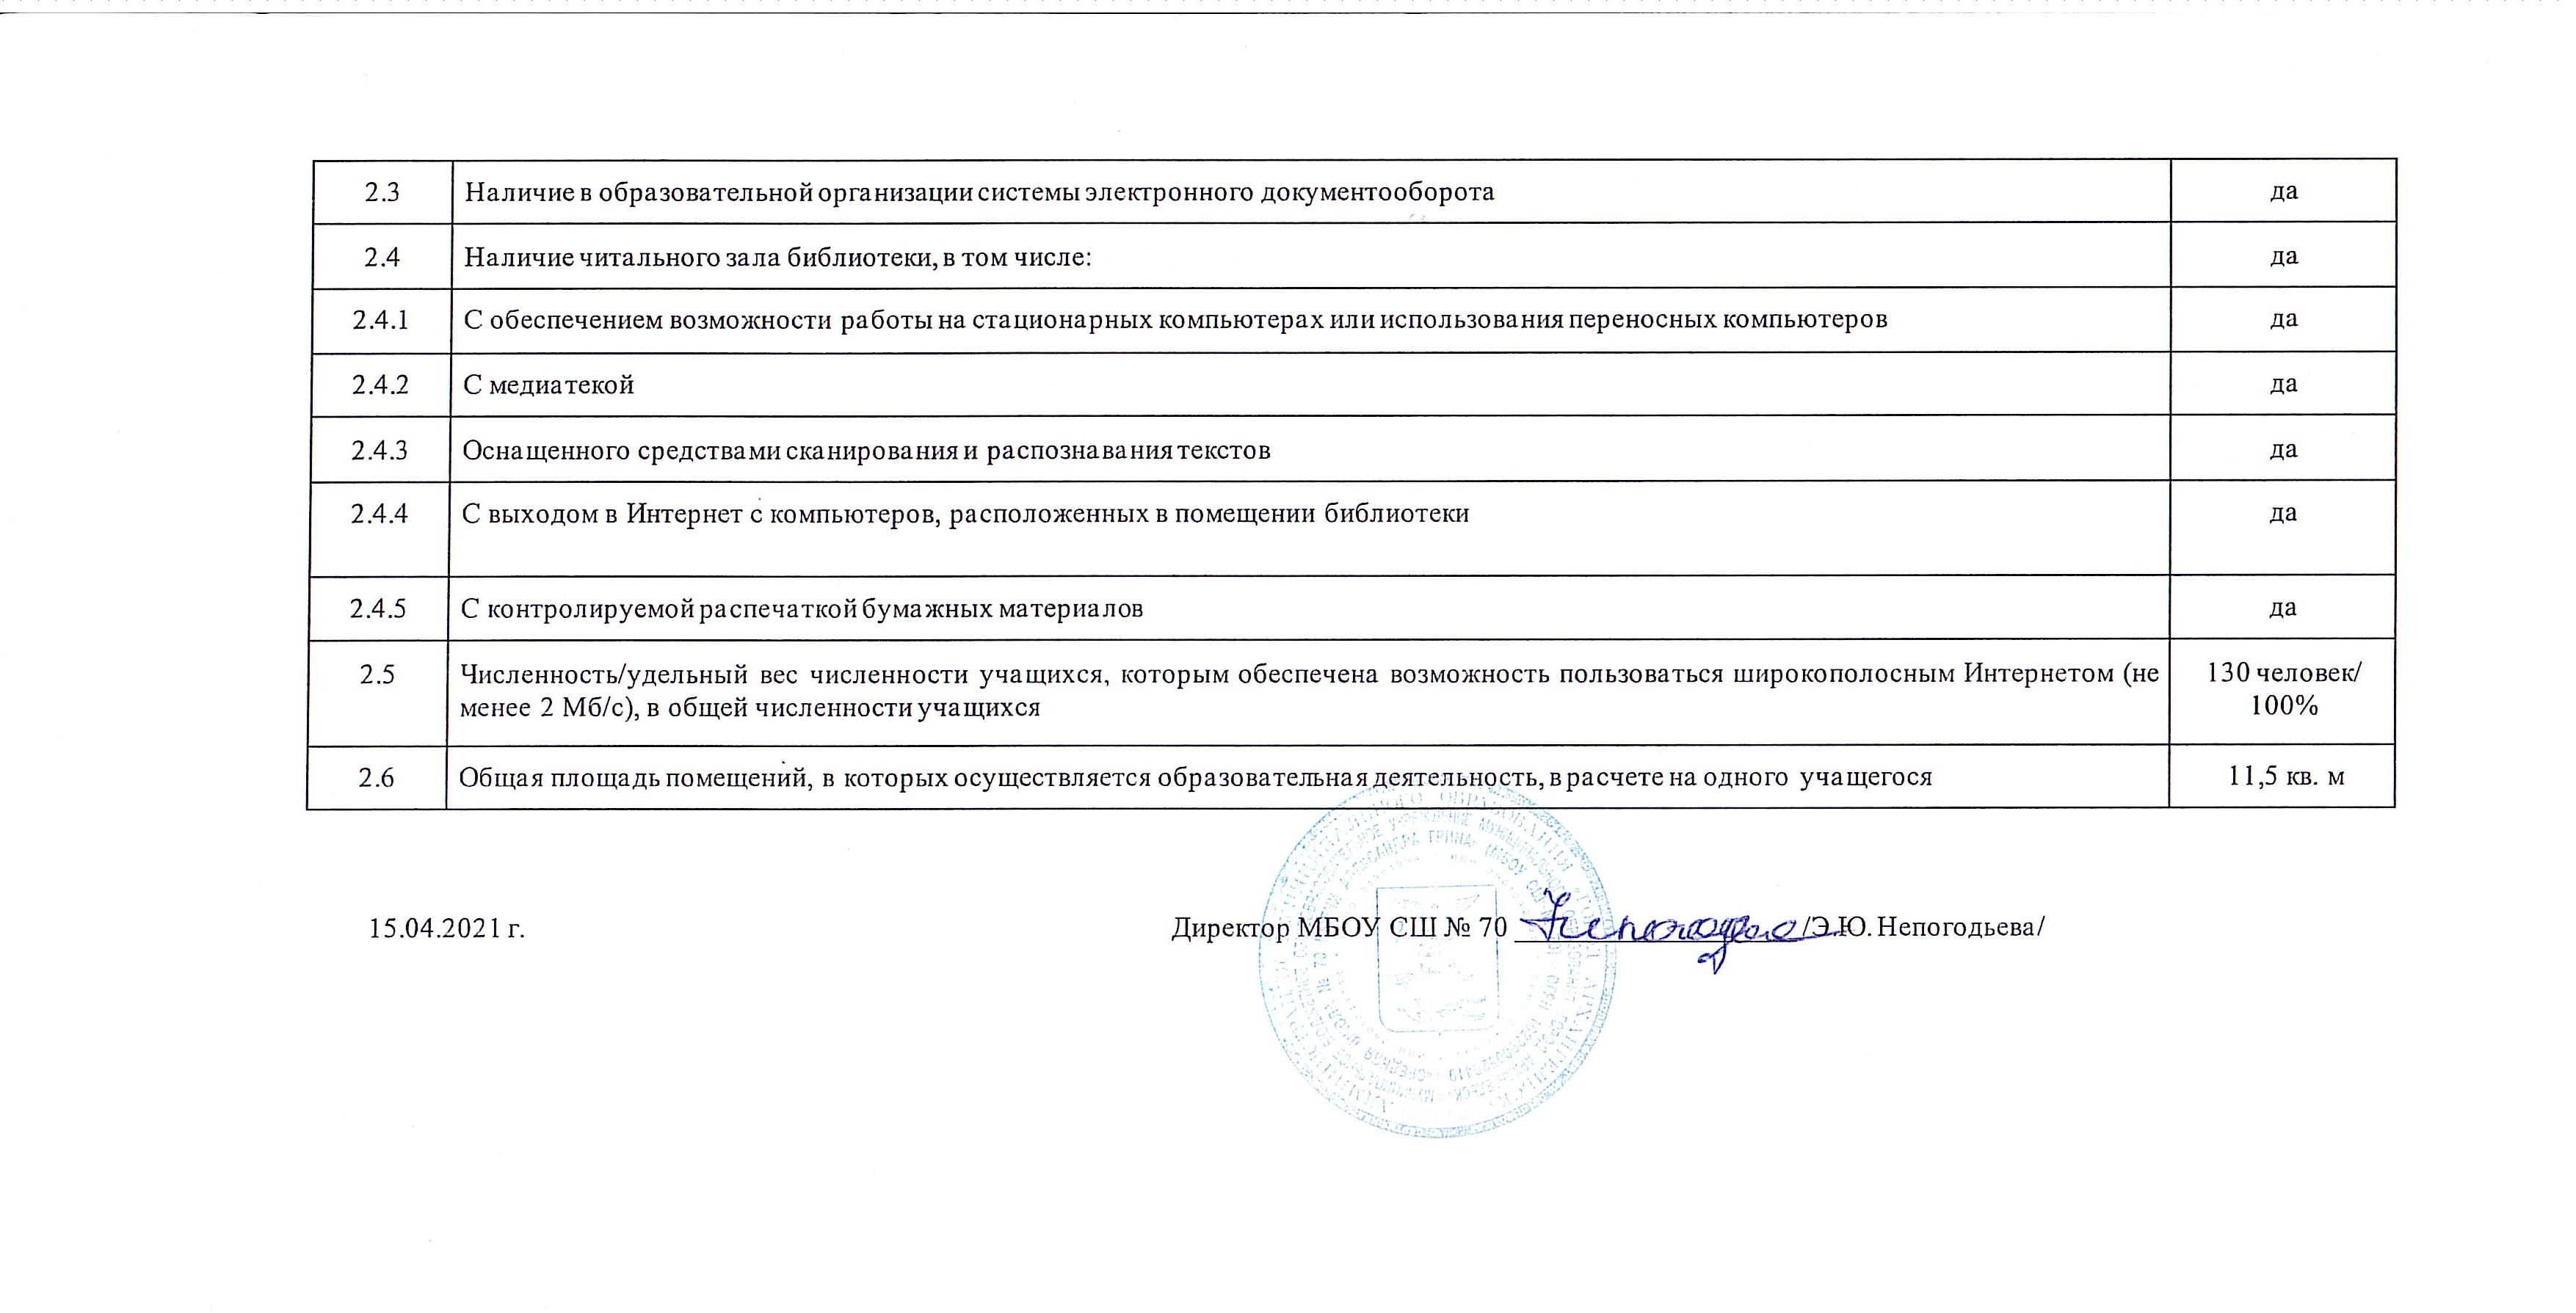 2.3 Наличие в образовательной организации системы электронного документооборота да
2.4 Наличие читального зала библиотеки, в том числе: да
2.4.1 С обеспечением возможности работы на стационарных компьютерах или использования переносных компьютеров да
2.4.2 С медиатекой да
2.4.3 Оснащенного средствами сканирования и распознавания текстов да
2.4.4 С выходом в Интернет с компьютеров, расположенных в помещении библиотеки да
2.4.5 С контролируемой распечаткой бумажных материалов да
2.5 Численность/удельный вес численности учащихся, которым обеспечена возможность пользоваться широкополосным Интернетом (не 130 человек/
менее 2 Мб/с), в общей численности учащихся 100%
2.6 Общая площадь помещений, в которых осуществляется образовательная деятельность, в расчете на одного учащегося 11,5 кв. м
15.04.2021 г. Директор МБОУ СШ № 70 /Э.Ю. Непогодьева/